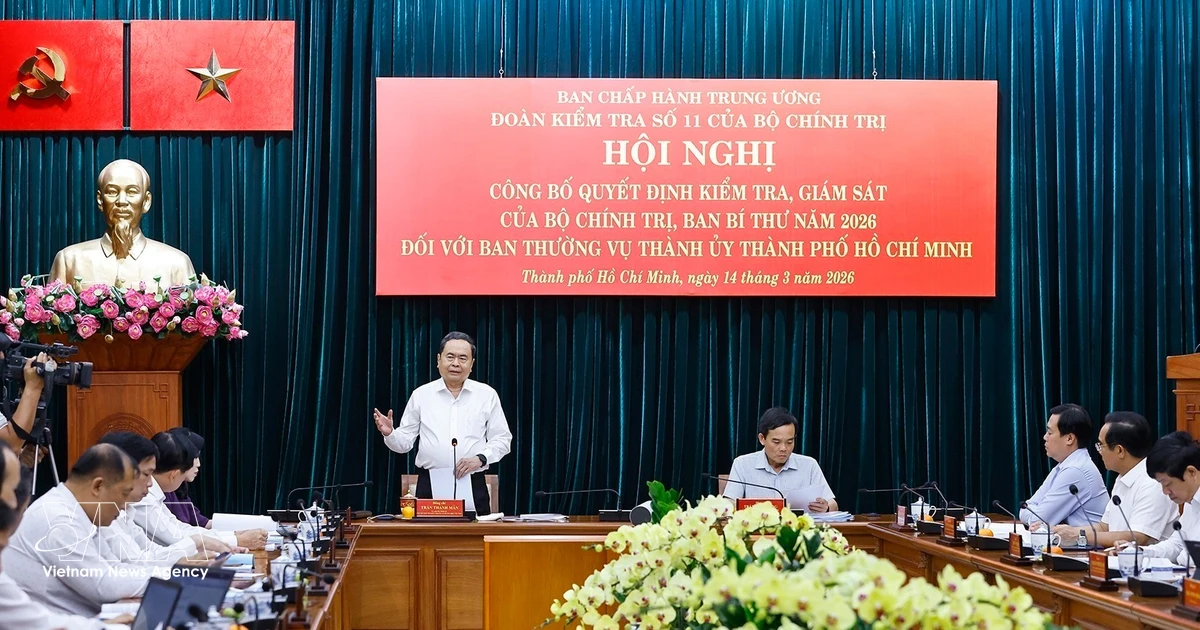 BAN CHẤP HÀNH TRUNG ƯƠNG
ĐOÀN KIỂM TRA SỐ 11 CỦA BỘ CHÍNH TRỊ
HỘI NGHỊ
CÔNG BỐ QUYẾT ĐỊNH KIỂM TRA, GIÁM SÁT
CỦA BỘ CHÍNH TRỊ, BAN BÍ THƯ NĂM 2026
ĐỐI VỚI BAN THƯỜNG VỤ THÀNH ỦY THÀNH PHỐ HỒ CHÍ MINH
Thành phố Hồ Chí Minh, ngày 14 tháng 3 năm 2026
TRẦN THANH MẪN
VNA
Vietnam News Agency